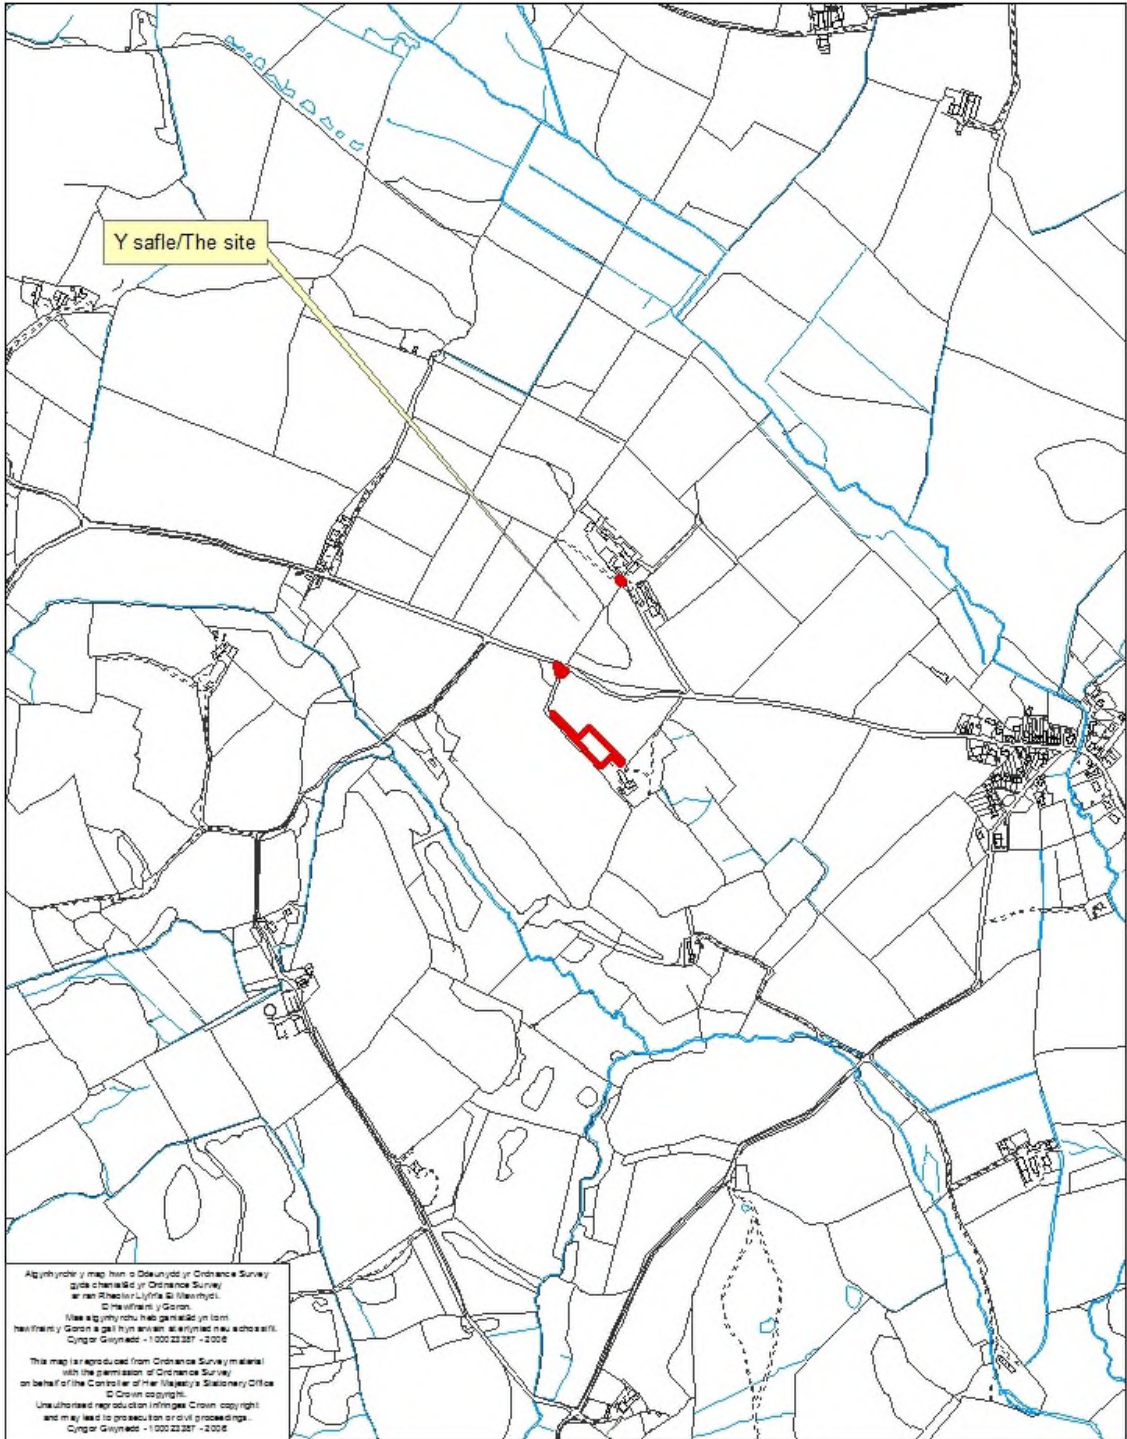 Y safle/The site
Algynhyrchir y map hwn o Ddeunydd yr Ordnance Survey
gyda chaniatâd yr Ordnance Survey
ar ran Rheolwr Llyfrfa Ei Mawrhydi.
© Hawlfraint y Goron.
Mae algynhyrchu heb ganiatâd yn torri
hawlfraint y Goron a gall hyn arwain at erlyniad neu achos sifil.
Cyngor Gwynedd - 100023387 - 2008
This map is reproduced from Ordnance Survey material
with the permission of Ordnance Survey
on behalf of the Controller of Her Majesty's Stationery Office
© Crown copyright.
Unauthorised reproduction infringes Crown copyright
and may lead to prosecution or civil proceedings.
Cyngor Gwynedd - 100023387 - 2008